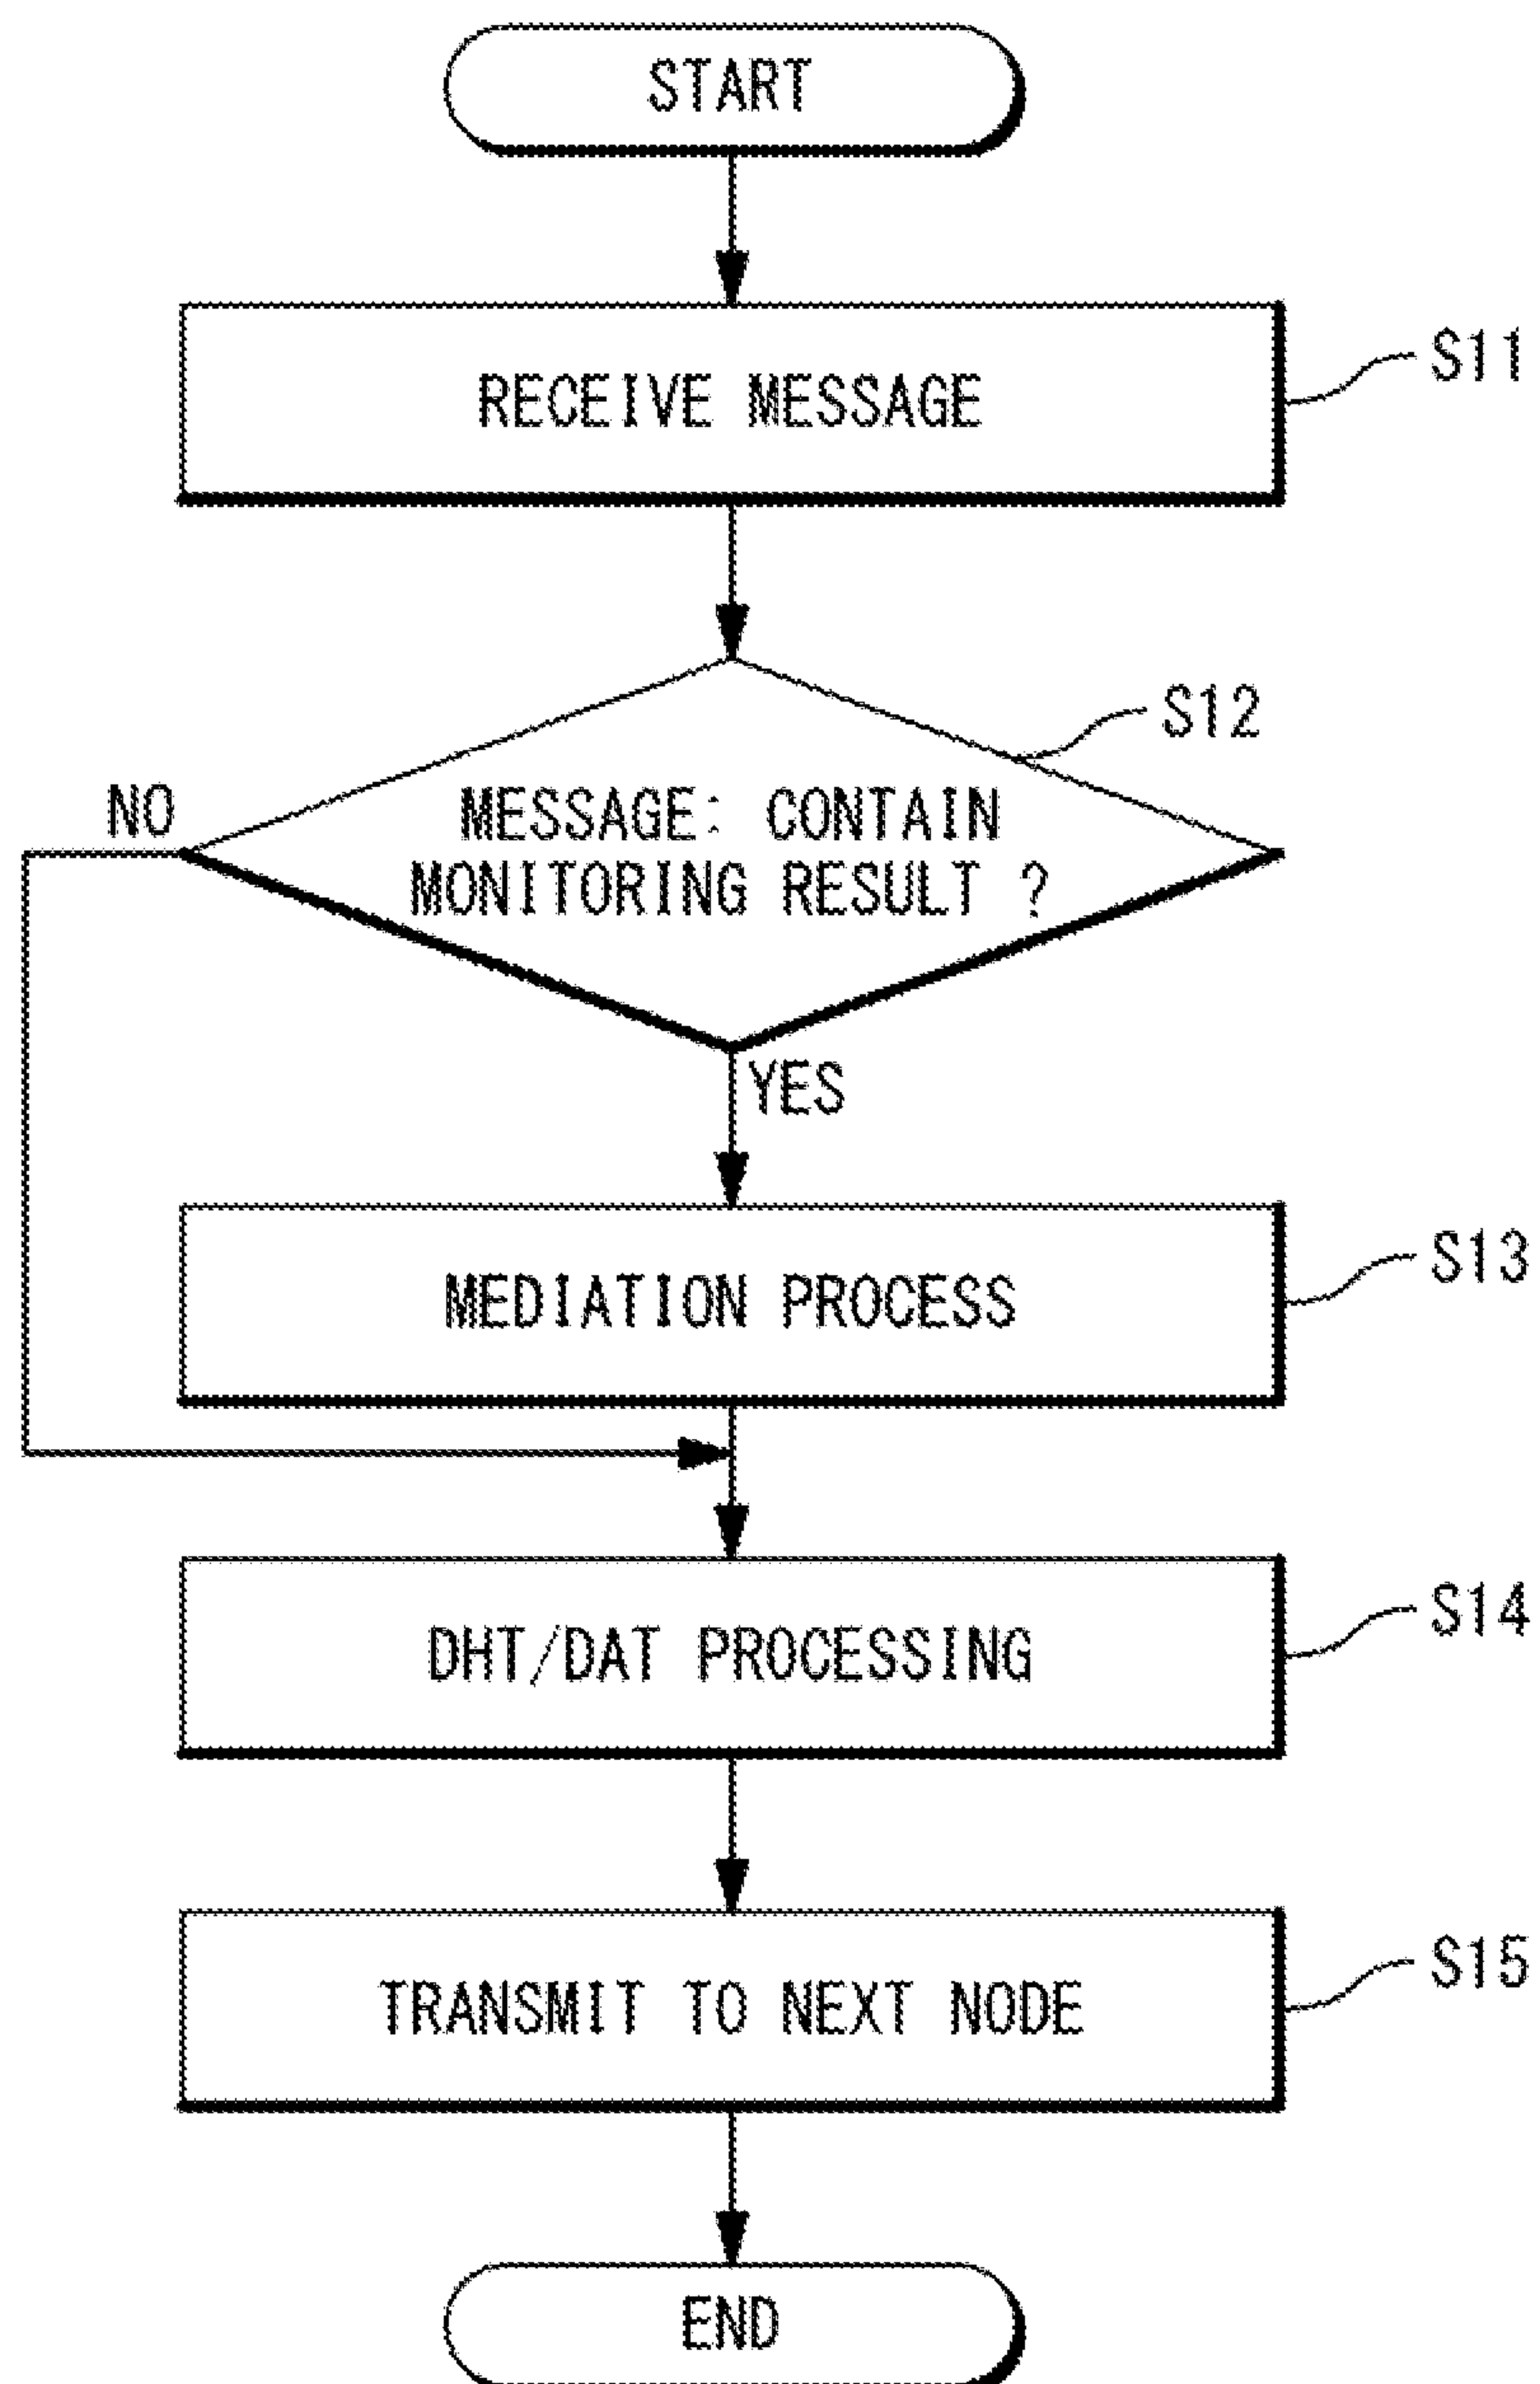 START
RECEIVE MESSAGE
S11
S12
NO
MESSAGE: CONTAIN
MONITORING RESULT ?
YES
MEDIATION PROCESS
S13
DHT/DAT PROCESSING
S14
TRANSMIT TO NEXT NODE
S15
END